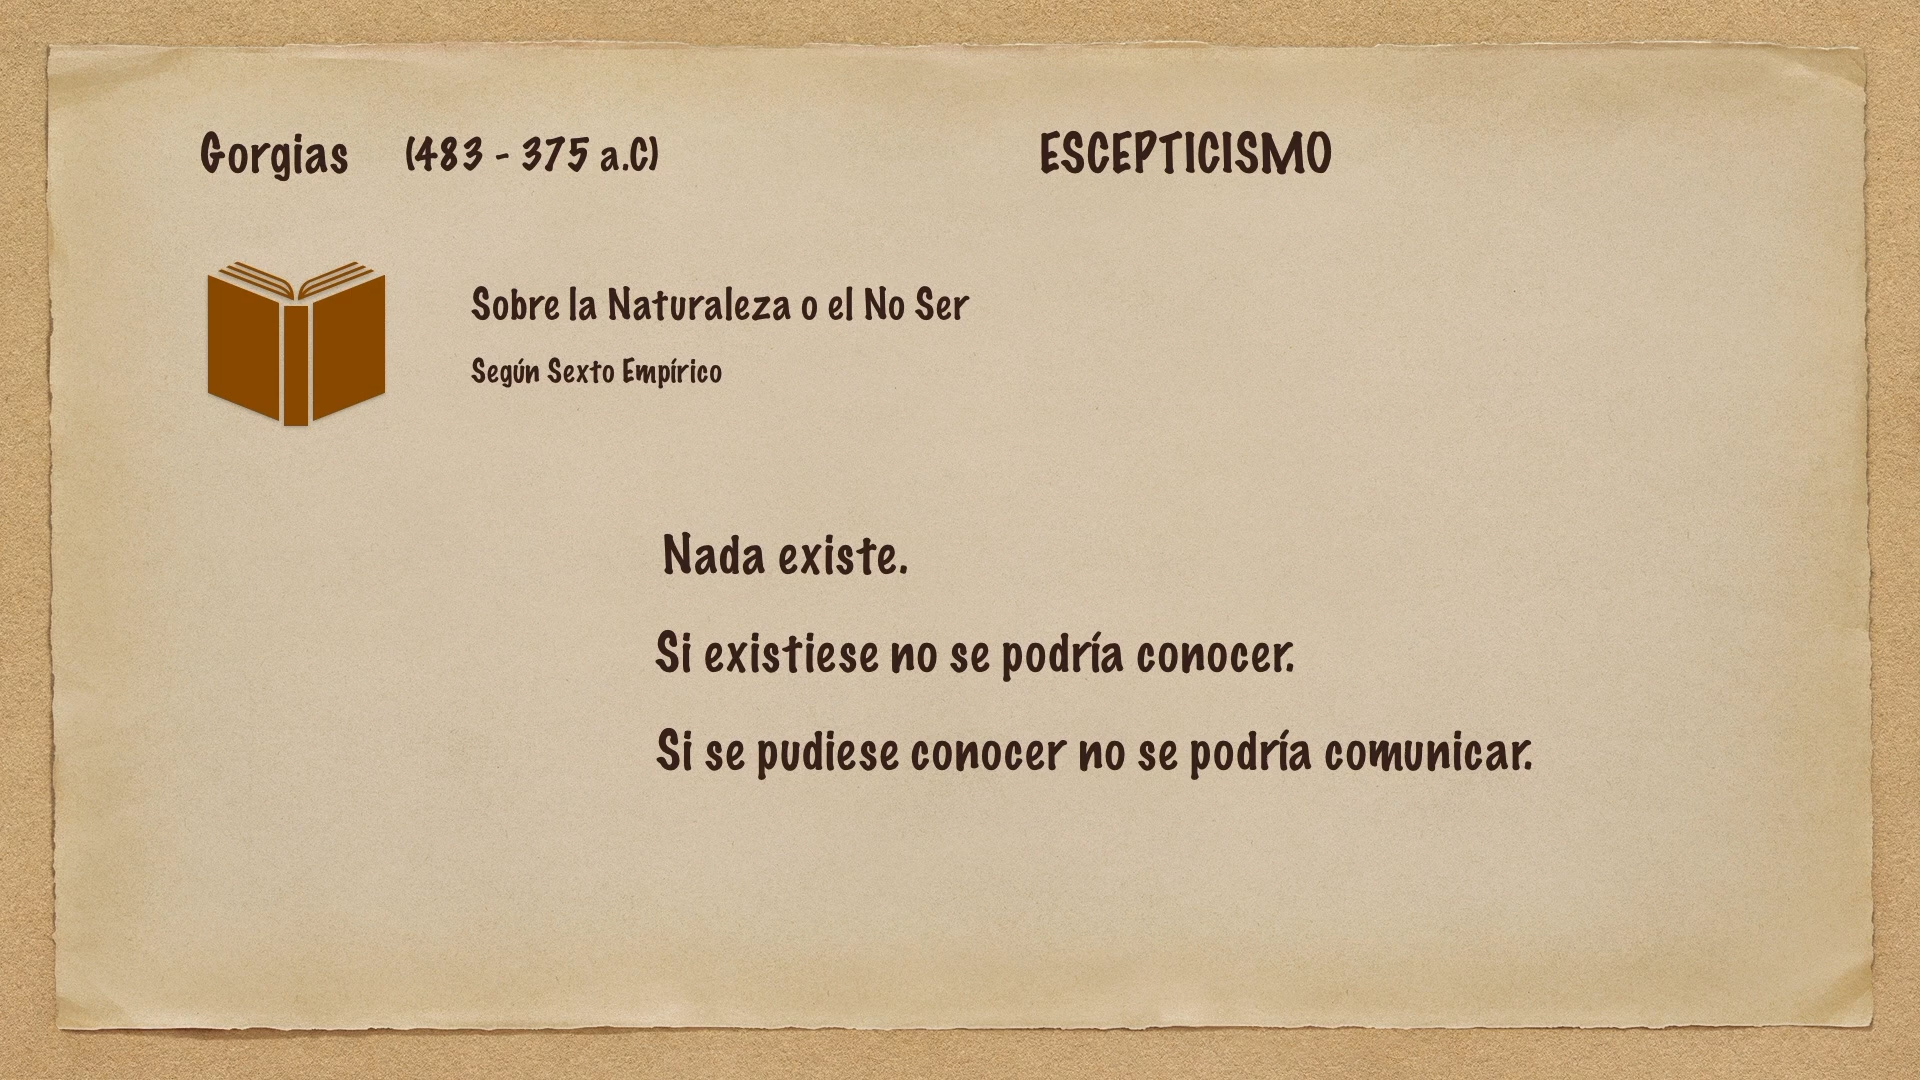 Gorgias (483 - 375 a.C) ESCEPTICISMO
Sobre la Naturaleza o el No Ser
Según Sexto Empírico
Nada existe.
Si existiese no se podría conocer.
Si se pudiese conocer no se podría comunicar.